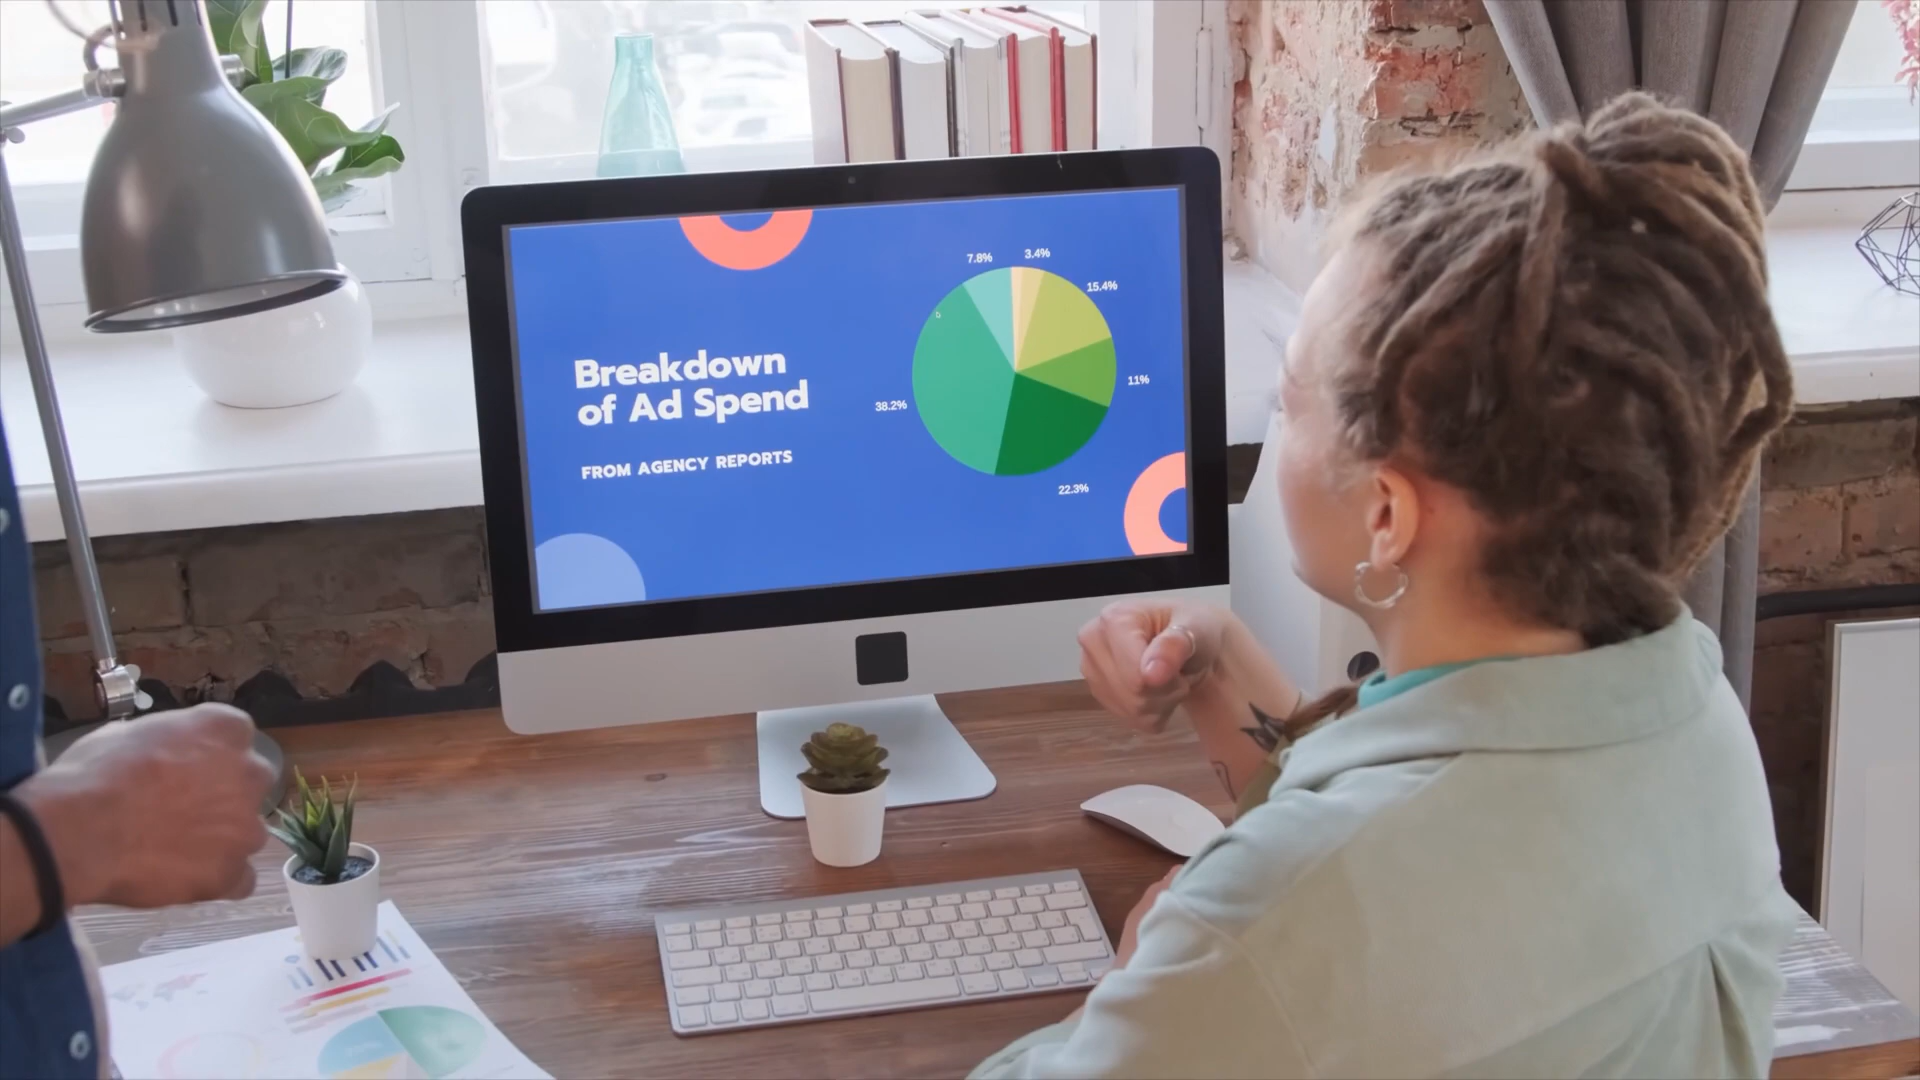 Breakdown
of Ad Spend
FROM AGENCY REPORTS
7.8%
3.4%
15.4%
11%
38.2%
22.3%